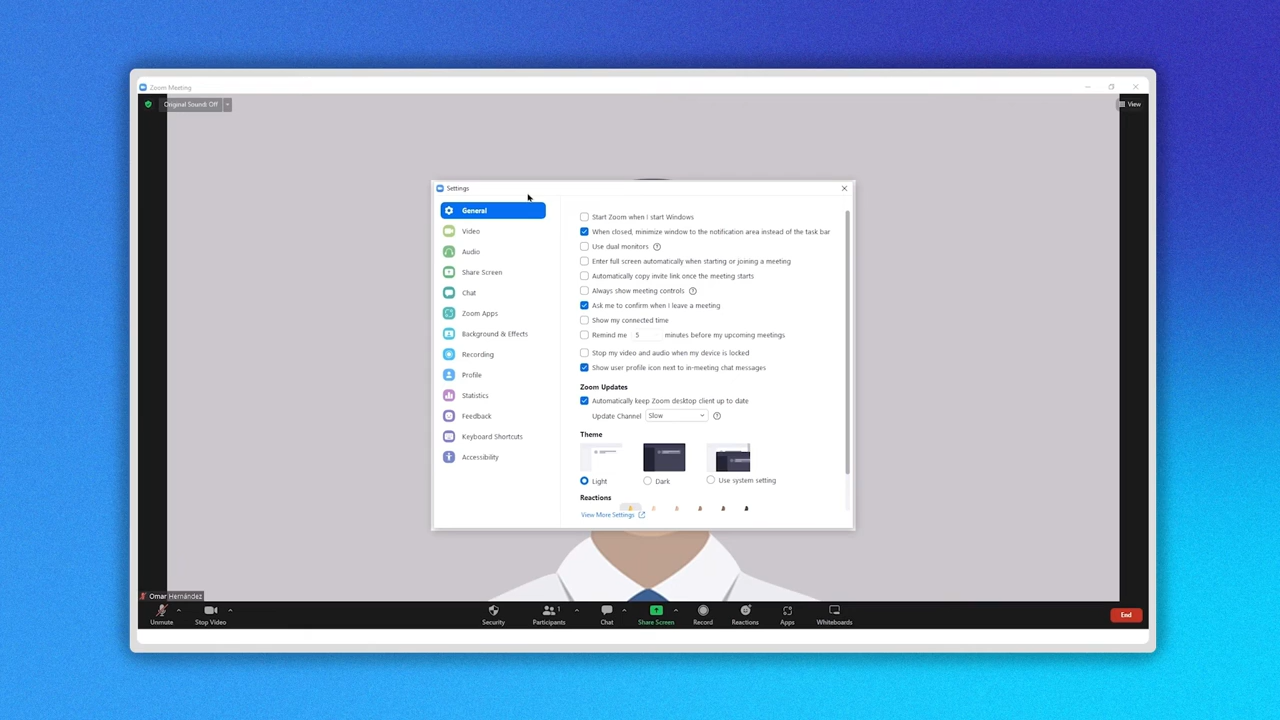 Zoom Meeting
Original Sound: Off
View
Settings
General
Video
Audio
Share Screen
Chat
Zoom Apps
Background & Effects
Recording
Profile
Statistics
Feedback
Keyboard Shortcuts
Accessibility
Start Zoom when I start Windows
When closed, minimize window to the notification area instead of the task bar
Use dual monitors ?
Enter full screen automatically when starting or joining a meeting
Automatically copy invite link once the meeting starts
Always show meeting controls ?
Ask me to confirm when I leave a meeting
Show my connected time
Remind me 5 minutes before my upcoming meetings
Stop my video and audio when my device is locked
Show user profile icon next to in-meeting chat messages
Zoom Updates
Automatically keep Zoom desktop client up to date
Update Channel Slow ?
Theme
Light Dark Use system setting
Reactions
View More Settings
Omar Hernández
1
Unmute Stop Video Security Participants Chat Share Screen Record Reactions Apps Whiteboards End